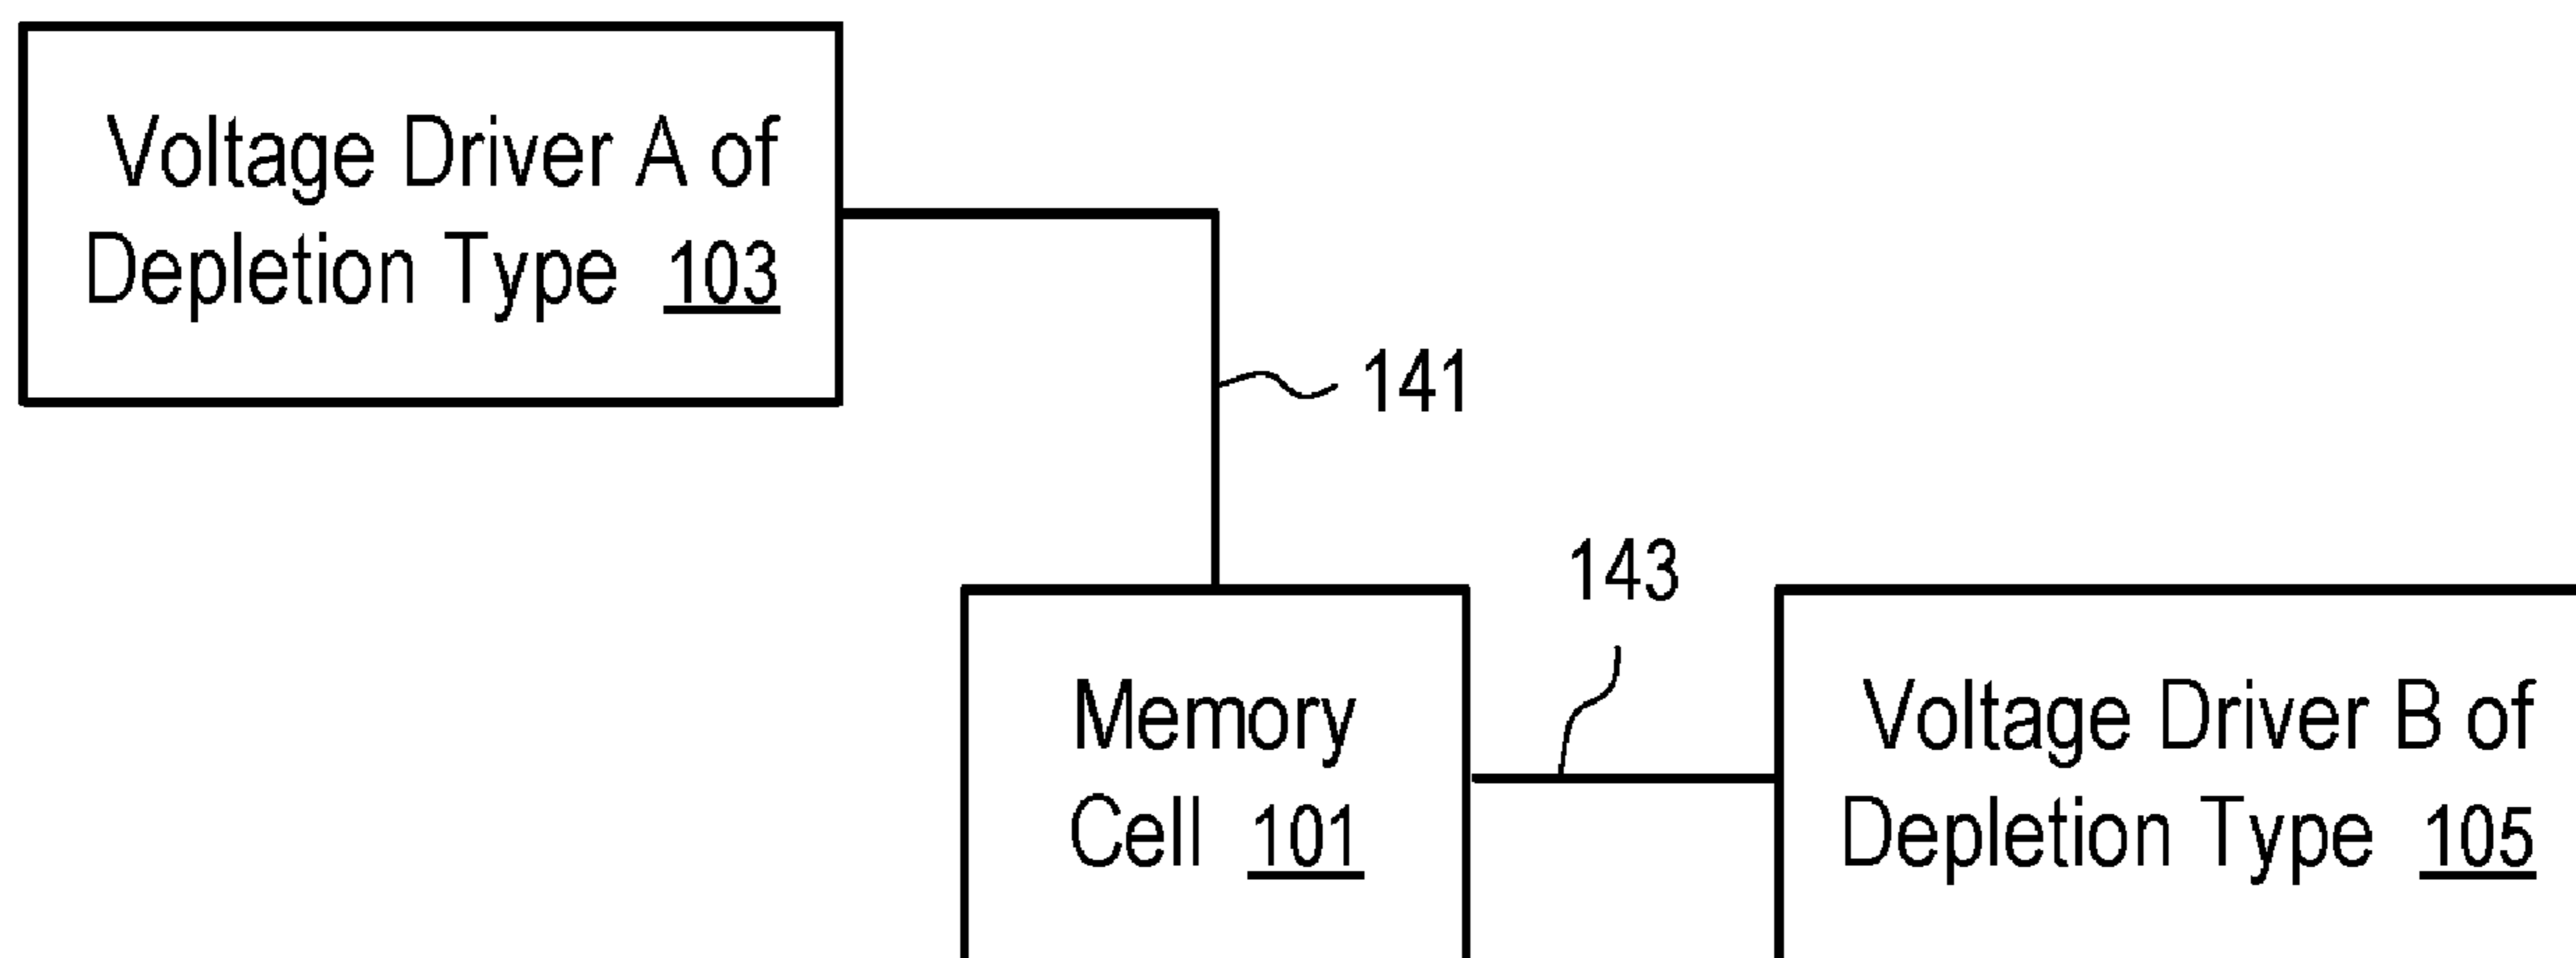 Voltage Driver A of
Depletion Type 103
141
143
Memory
Cell 101
Voltage Driver B of
Depletion Type 105